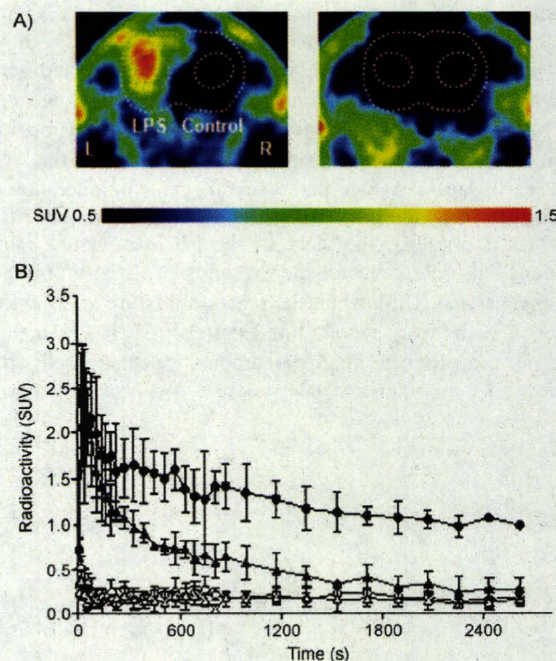 A)
LPS Control
L R
SUV 0.5 1.5
B)
3.5
3.0
2.5
2.0
1.5
1.0
0.5
0.0
Radioactivity (SUV)
0 600 1200 1800 2400
Time (s)